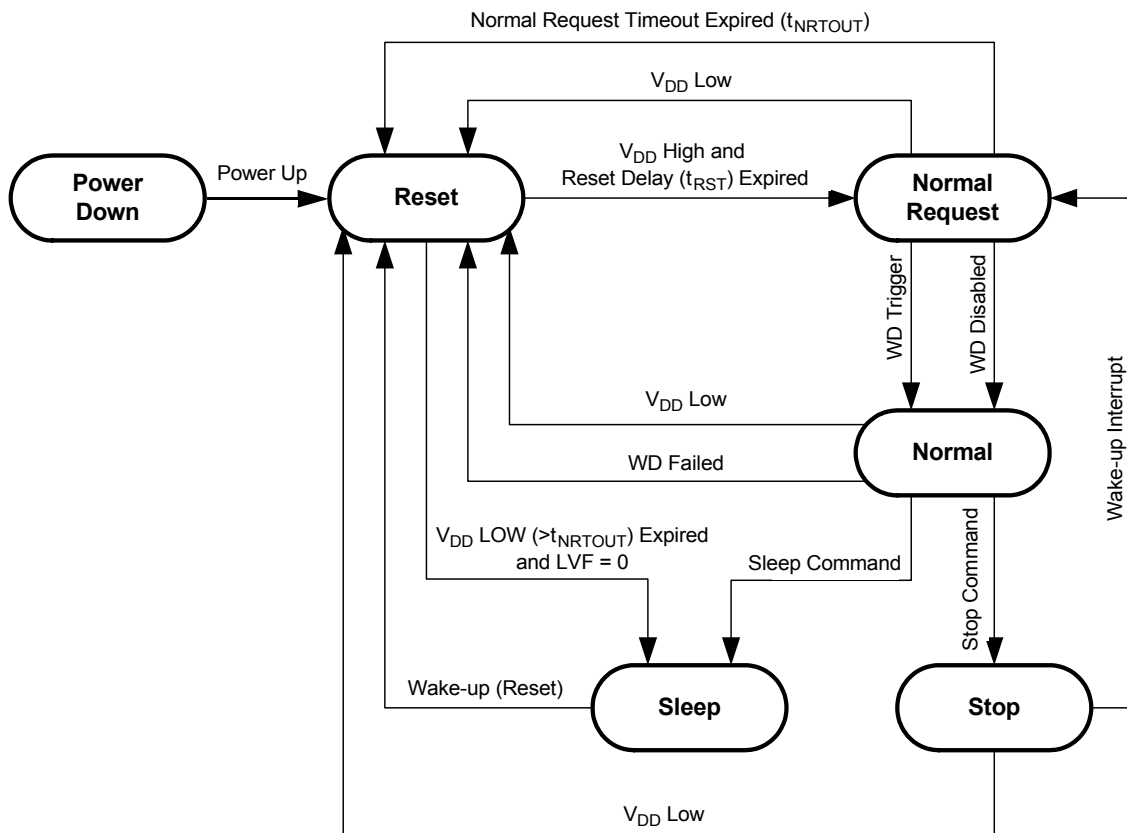 Normal Request Timeout Expired (tNRTOUT)
VDD Low
Power Up
VDD High and
Reset Delay (tRST) Expired
Power
Down
Reset
Normal
Request
WD Trigger
WD Disabled
Wake-up Interrupt
VDD Low
Normal
WD Failed
VDD LOW (>tNRTOUT) Expired
and LVF = 0
Sleep Command
Stop Command
Wake-up (Reset)
Sleep
Stop
VDD Low